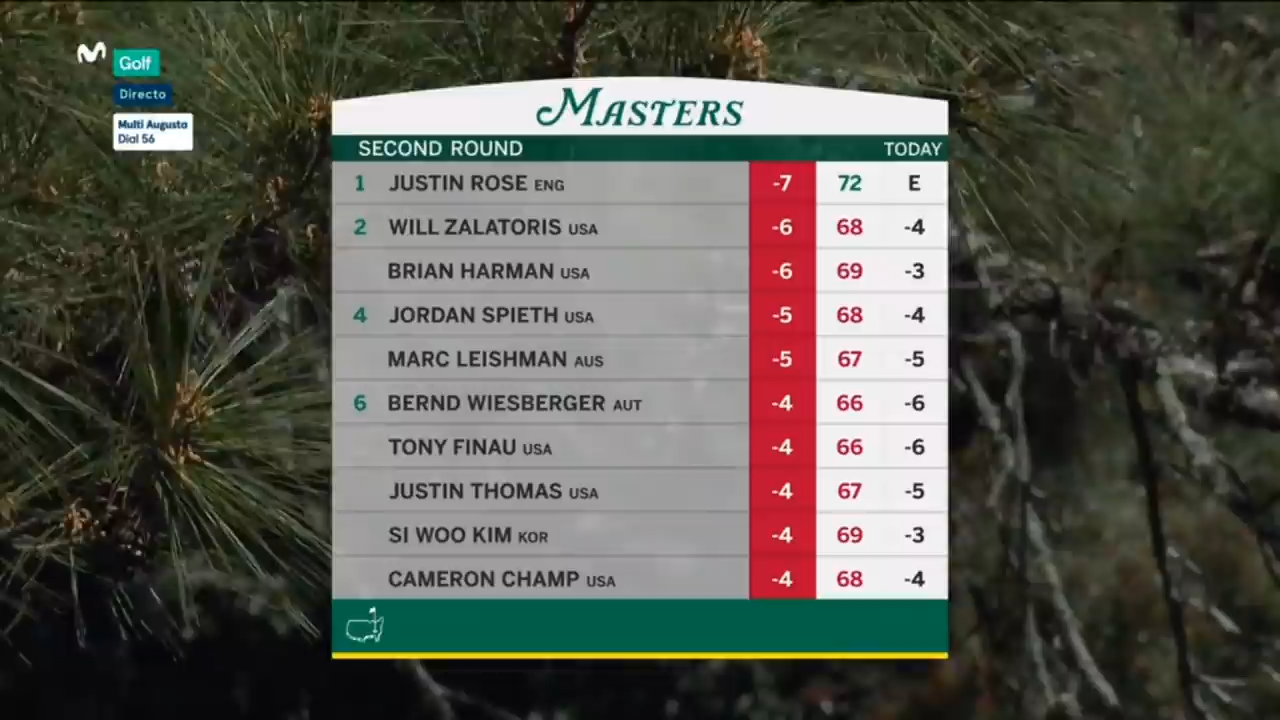 Golf
Directo
Multi Augusta
Dial 56
MASTERS
SECOND ROUND TODAY
1 JUSTIN ROSE ENG -7 72 E
2 WILL ZALATORIS USA -6 68 -4
BRIAN HARMAN USA -6 69 -3
4 JORDAN SPIETH USA -5 68 -4
MARC LEISHMAN AUS -5 67 -5
6 BERND WIESBERGER AUT -4 66 -6
TONY FINAU USA -4 66 -6
JUSTIN THOMAS USA -4 67 -5
SI WOO KIM KOR -4 69 -3
CAMERON CHAMP USA -4 68 -4